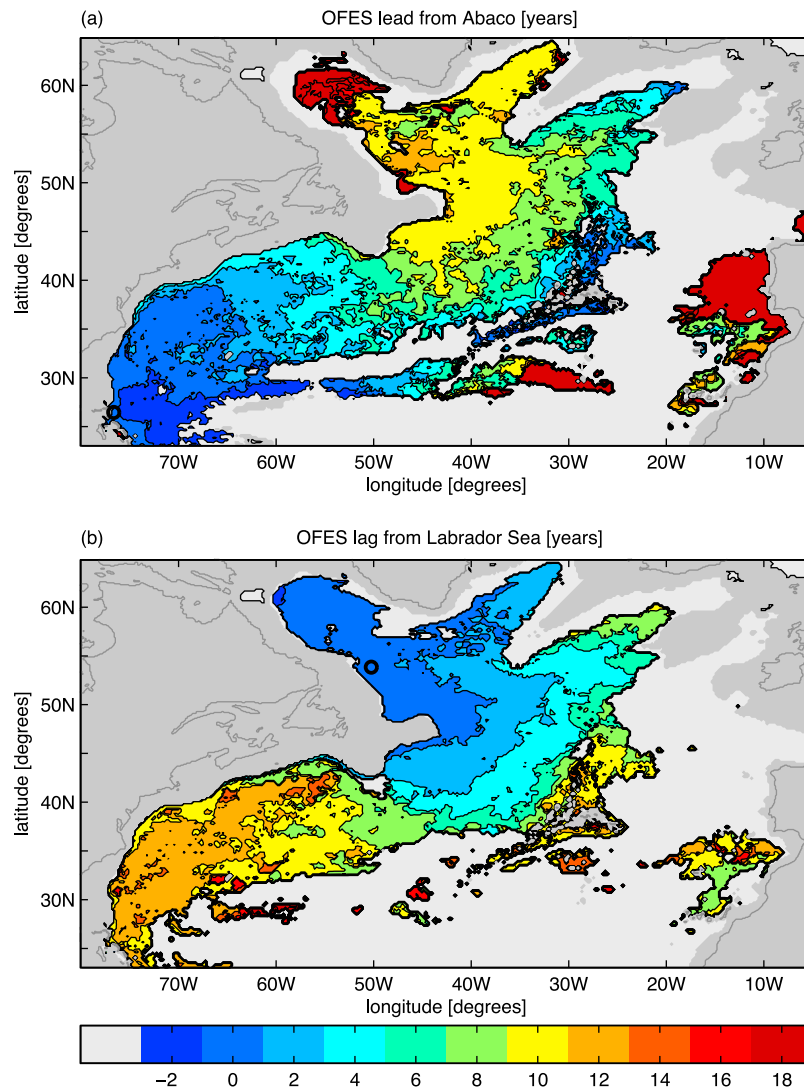 (a) OFES lead from Abaco [years]
60N
50N
40N
30N
latitude [degrees]
70W 60W 50W 40W 30W 20W 10W
longitude [degrees]
(b) OFES lag from Labrador Sea [years]
60N
50N
40N
30N
latitude [degrees]
70W 60W 50W 40W 30W 20W 10W
longitude [degrees]
−2 0 2 4 6 8 10 12 14 16 18